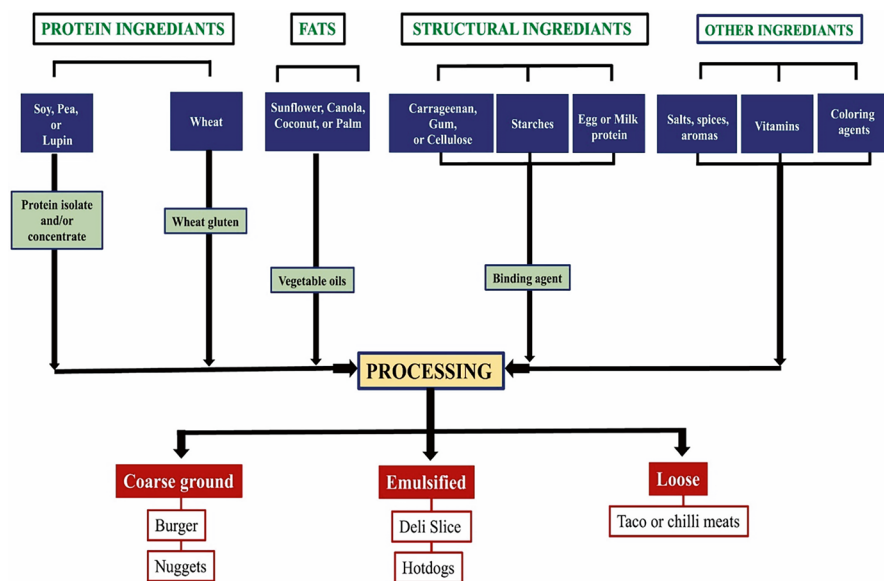 PROTEIN INGREDIANTS
FATS
STRUCTURAL INGREDIANTS
OTHER INGREDIANTS
Soy, Pea,
or
Lupin
Wheat
Sunflower, Canola,
Coconut, or Palm
Carrageenan,
Gum,
or Cellulose
Starches
Egg or Milk
protein
Salts, spices,
aromas
Vitamins
Coloring
agents
Protein isolate
and/or
concentrate
Wheat gluten
Vegetable oils
Binding agent
PROCESSING
Coarse ground
Burger
Nuggets
Emulsified
Deli Slice
Hotdogs
Loose
Taco or chilli meats